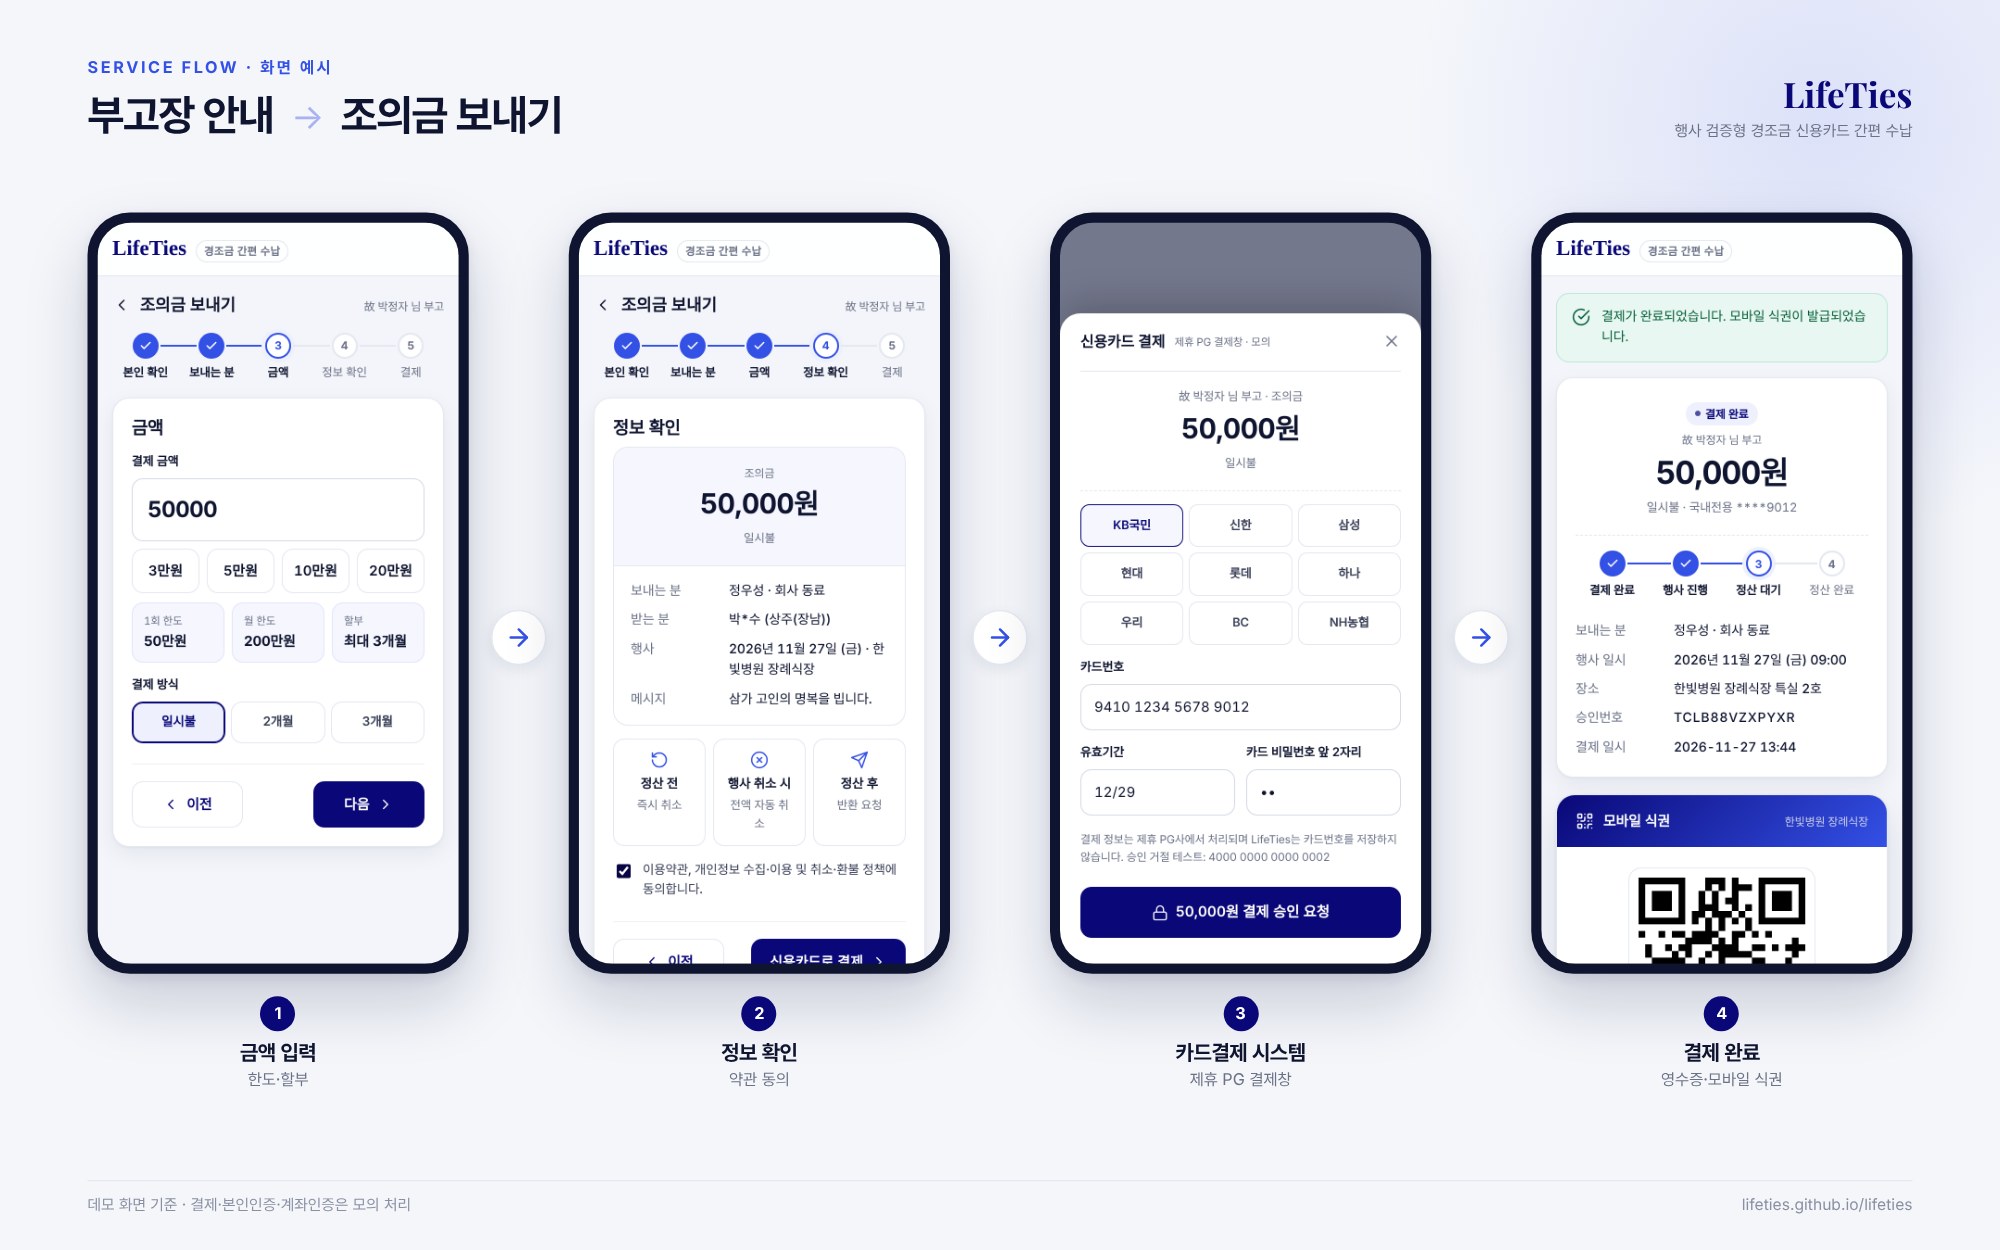 SERVICE FLOW · 화면 예시
부고장 안내 → 조의금 보내기
LifeTies
행사 검증형 경조금 신용카드 간편 수납
LifeTies 경조금 간편 수납
조의금 보내기 故 박정자 님 부고
3 4 5
본인 확인 보내는 분 금액 정보 확인 결제
금액
결제 금액
50000
3만원 5만원 10만원 20만원
1회 한도 월 한도 할부
50만원 200만원 최대 3개월
결제 방식
일시불 2개월 3개월
이전 다음
1
금액 입력
한도·할부
LifeTies 경조금 간편 수납
조의금 보내기 故 박정자 님 부고
4 5
본인 확인 보내는 분 금액 정보 확인 결제
정보 확인
조의금
50,000원
일시불
보내는 분 정우성 · 회사 동료
받는 분 박*수 (상주(장남))
행사 2026년 11월 27일 (금) · 한
빛병원 장례식장
메시지 삼가 고인의 명복을 빕니다.
정산 전 행사 취소 시 정산 후
즉시 취소 전액 자동 취 반환 요청
소
이용약관, 개인정보 수집·이용 및 취소·환불 정책에
동의합니다.
이전 신용카드로 결제
2
정보 확인
약관 동의
신용카드 결제 제휴 PG 결제창 · 모의
故 박정자 님 부고 · 조의금
50,000원
일시불
KB국민 신한 삼성
현대 롯데 하나
우리 BC NH농협
카드번호
9410 1234 5678 9012
유효기간 카드 비밀번호 앞 2자리
12/29 ••
결제 정보는 제휴 PG사에서 처리되며 LifeTies는 카드번호를 저장하지
않습니다. 승인 거절 테스트: 4000 0000 0000 0002
50,000원 결제 승인 요청
3
카드결제 시스템
제휴 PG 결제창
LifeTies 경조금 간편 수납
결제가 완료되었습니다. 모바일 식권이 발급되었습
니다.
• 결제 완료
故 박정자 님 부고
50,000원
일시불 · 국내전용 ****9012
3 4
결제 완료 행사 진행 정산 대기 정산 완료
보내는 분 정우성 · 회사 동료
행사 일시 2026년 11월 27일 (금) 09:00
장소 한빛병원 장례식장 특실 2호
승인번호 TCLB88VZXPYXR
결제 일시 2026-11-27 13:44
모바일 식권 한빛병원 장례식장
4
결제 완료
영수증·모바일 식권
데모 화면 기준 · 결제·본인인증·계좌인증은 모의 처리
lifeties.github.io/lifeties